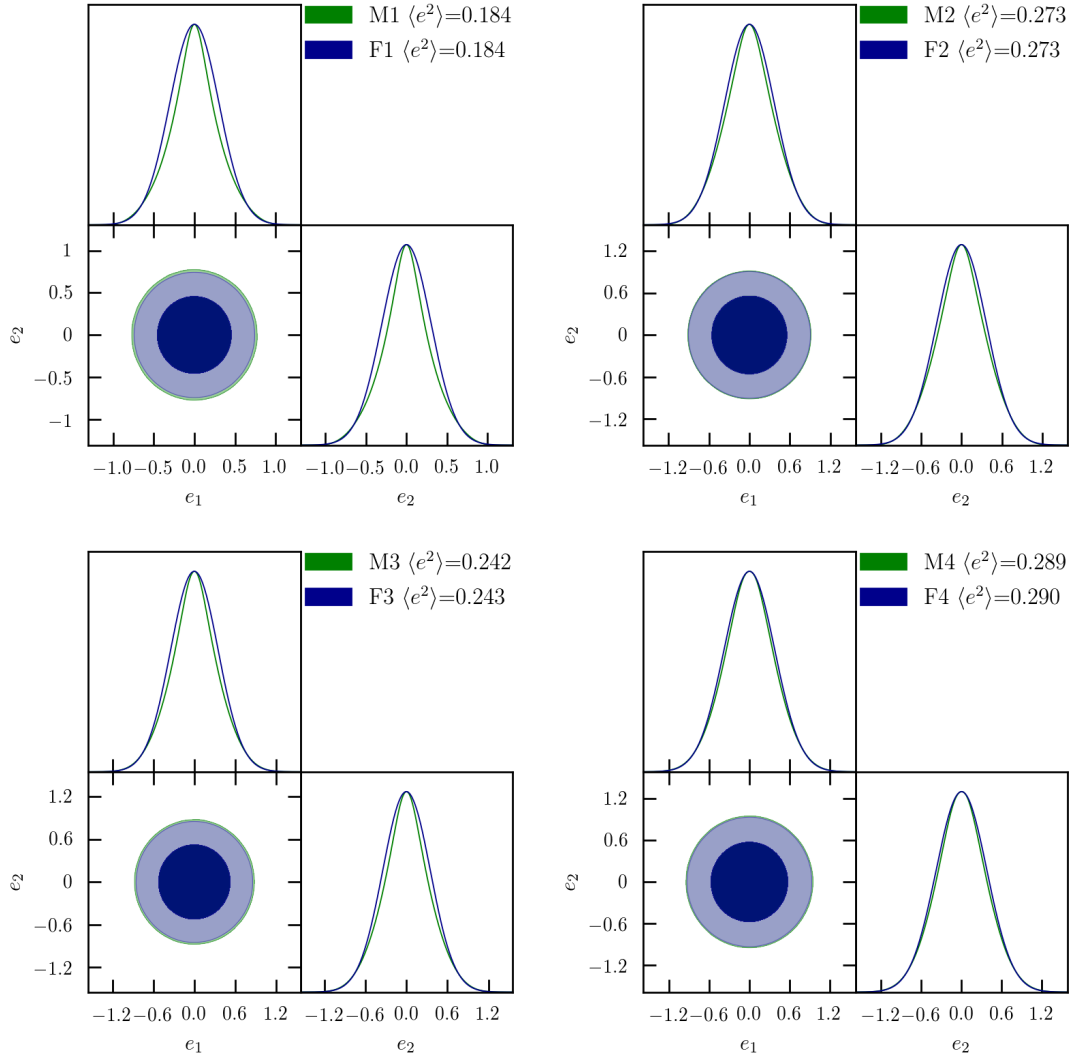 M1 ⟨e²⟩=0.184
F1 ⟨e²⟩=0.184
1
0.5
0
−0.5
−1
e₂
−1.0 −0.5 0.0 0.5 1.0
e₁
−1.0 −0.5 0.0 0.5 1.0
e₂
M2 ⟨e²⟩=0.273
F2 ⟨e²⟩=0.273
1.2
0.6
0
−0.6
−1.2
e₂
−1.2 −0.6 0.0 0.6 1.2
e₁
−1.2 −0.6 0.0 0.6 1.2
e₂
M3 ⟨e²⟩=0.242
F3 ⟨e²⟩=0.243
1.2
0.6
0
−0.6
−1.2
e₂
−1.2 −0.6 0.0 0.6 1.2
e₁
−1.2 −0.6 0.0 0.6 1.2
e₂
M4 ⟨e²⟩=0.289
F4 ⟨e²⟩=0.290
1.2
0.6
0
−0.6
−1.2
e₂
−1.2 −0.6 0.0 0.6 1.2
e₁
−1.2 −0.6 0.0 0.6 1.2
e₂